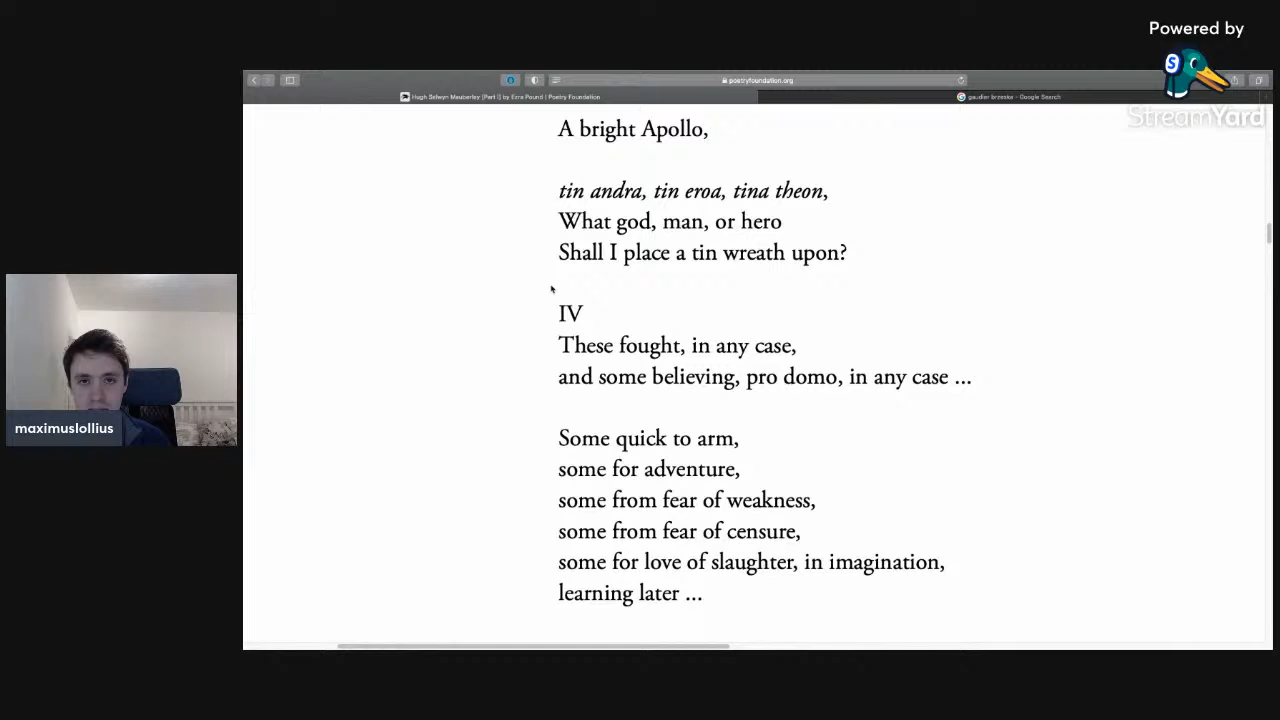 Powered by
S
StreamYard
poetryfoundation.org
Hugh Selwyn Mauberley [Part I] by Ezra Pound | Poetry Foundation
gaudier brzeska - Google Search
A bright Apollo,
tin andra, tin eroa, tina theon,
What god, man, or hero
Shall I place a tin wreath upon?
IV
These fought, in any case,
and some believing, pro domo, in any case ...
Some quick to arm,
some for adventure,
some from fear of weakness,
some from fear of censure,
some for love of slaughter, in imagination,
learning later ...
maximuslollius